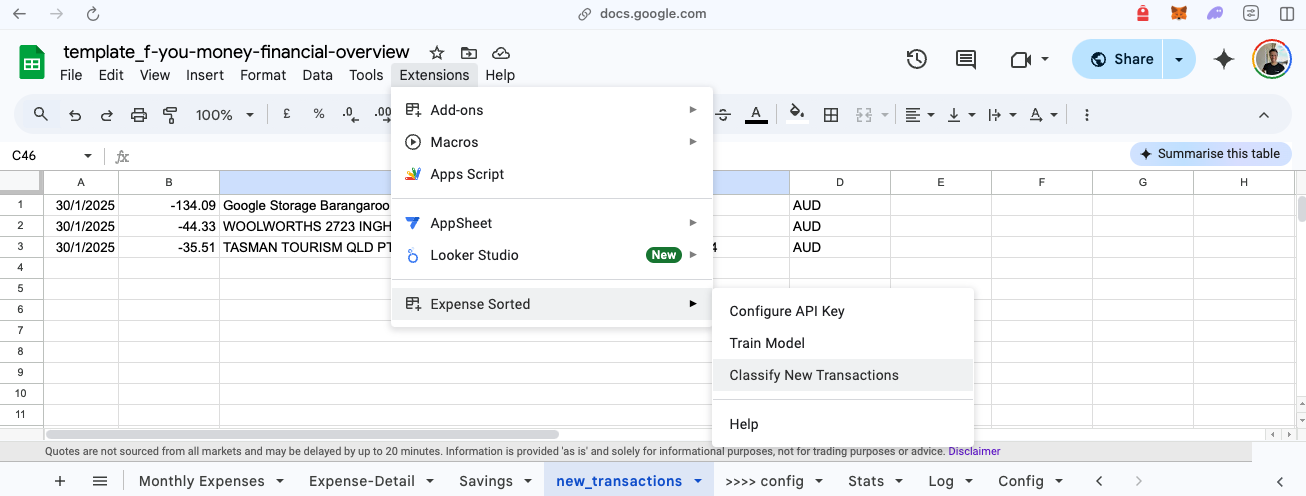 docs.google.com
template_f-you-money-financial-overview
File Edit View Insert Format Data Tools Extensions Help
Share
100% £ % .0 .00 A A
C46 fx
Summarise this table
Add-ons
Macros
Apps Script
AppSheet
Looker Studio New
Expense Sorted
Configure API Key
Train Model
Classify New Transactions
Help
A B D E F G H
1 30/1/2025 -134.09 Google Storage Barangaroo AUD
2 30/1/2025 -44.33 WOOLWORTHS 2723 INGH AUD
3 30/1/2025 -35.51 TASMAN TOURISM QLD PT 4 AUD
4
5
6
7
8
9
10
11
Quotes are not sourced from all markets and may be delayed by up to 20 minutes. Information is provided 'as is' and solely for informational purposes, not for trading purposes or advice. Disclaimer
+ Monthly Expenses Expense-Detail Savings new_transactions >>>> config Stats Log Config